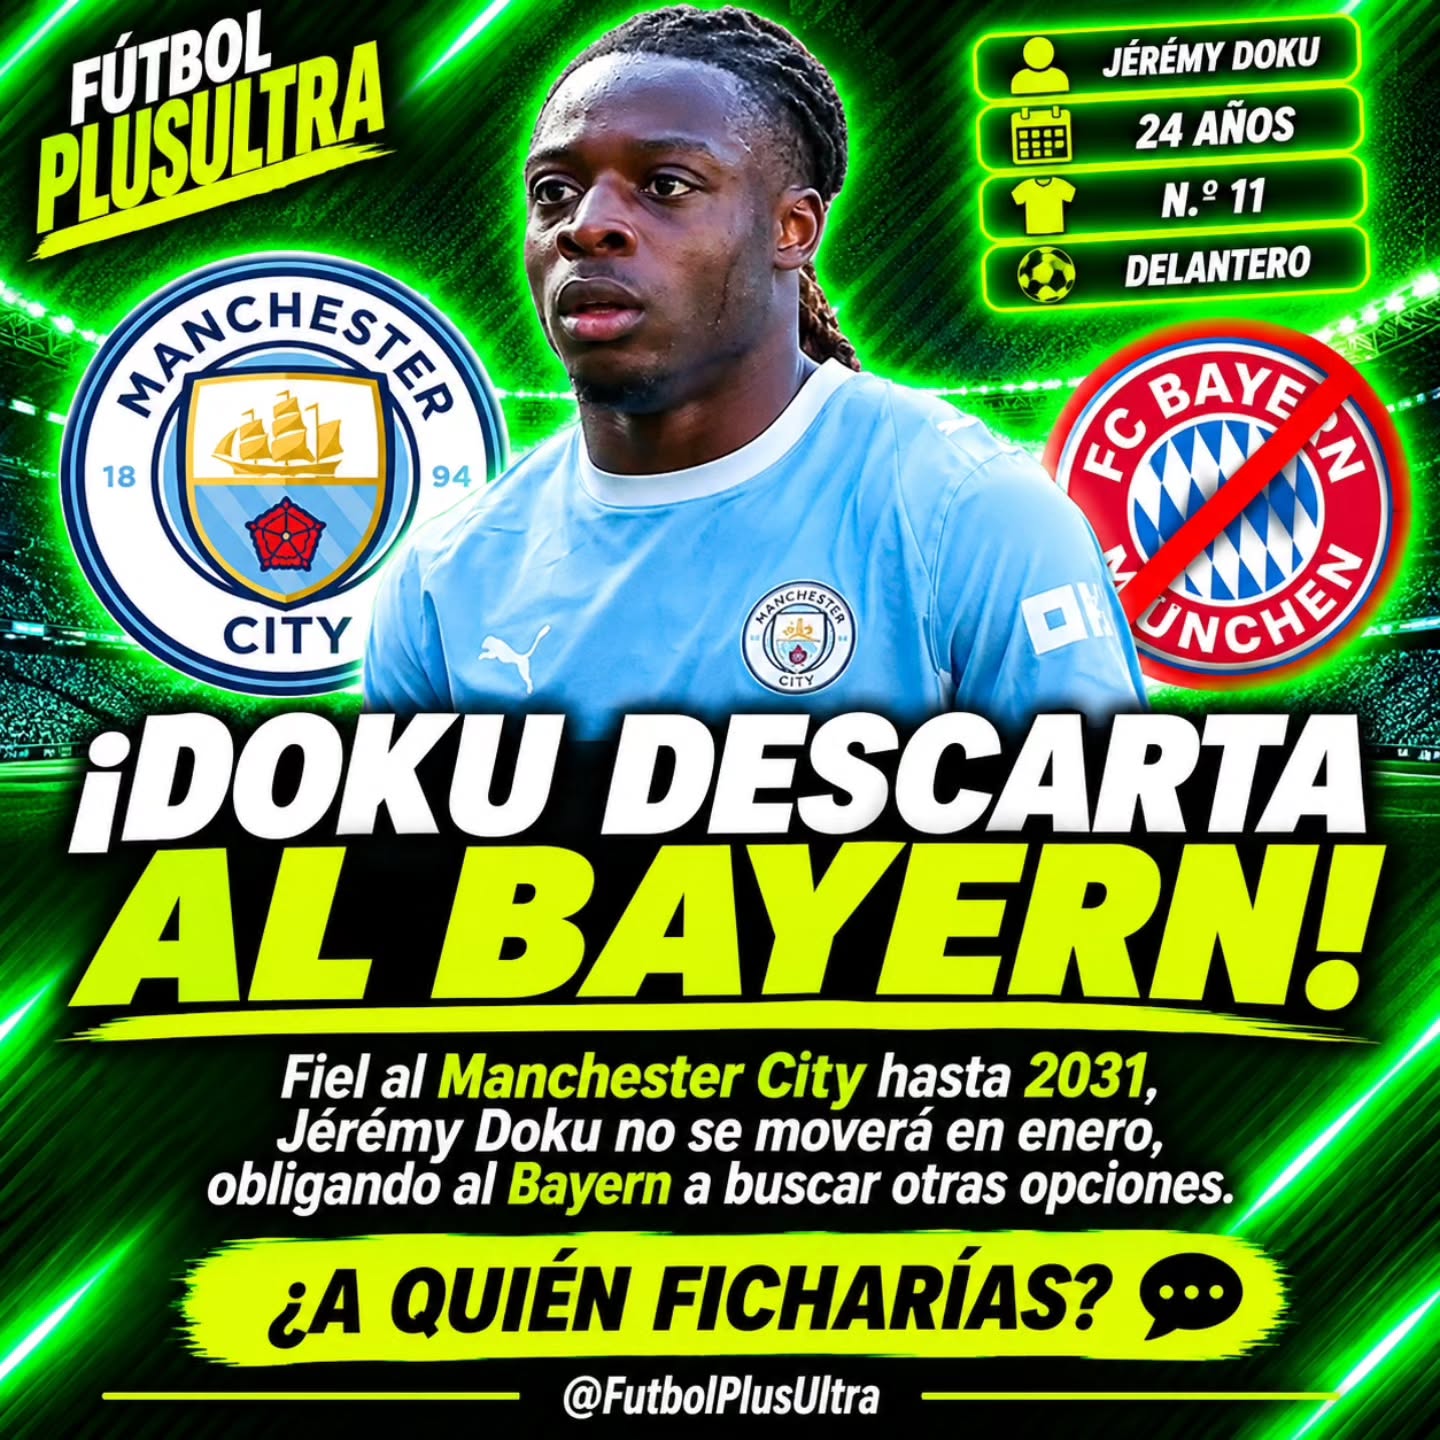 FÚTBOL
PLUSULTRA
JÉRÉMY DOKU
24 AÑOS
N.º 11
DELANTERO
MANCHESTER
18 94
CITY
FC BAYERN
MÜNCHEN
MANCHESTER
CITY
¡DOKU DESCARTA
AL BAYERN!
Fiel al Manchester City hasta 2031,
Jérémy Doku no se moverá en enero,
obligando al Bayern a buscar otras opciones.
¿A QUIÉN FICHARÍAS?
@FutbolPlusUltra